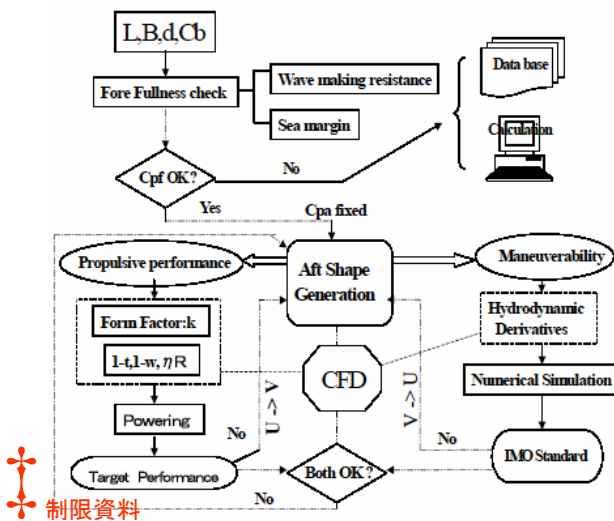 L,B,d,Cb
Data base
Fore Fullness check
Wave making resistance
Sea margin
Calculation
Cpf OK?
No
Yes
Cpa fixed
Propulsive performance
Aft Shape
Generation
Maneuverability
Form Factor:k
Hydrodynamic
Derivatives
1-t,1-w, ηR
CFD
U -> V
V -> U
Numerical Simulation
Powering
No
No
Target Performance
Both OK?
IMO Standard
No
制限資料